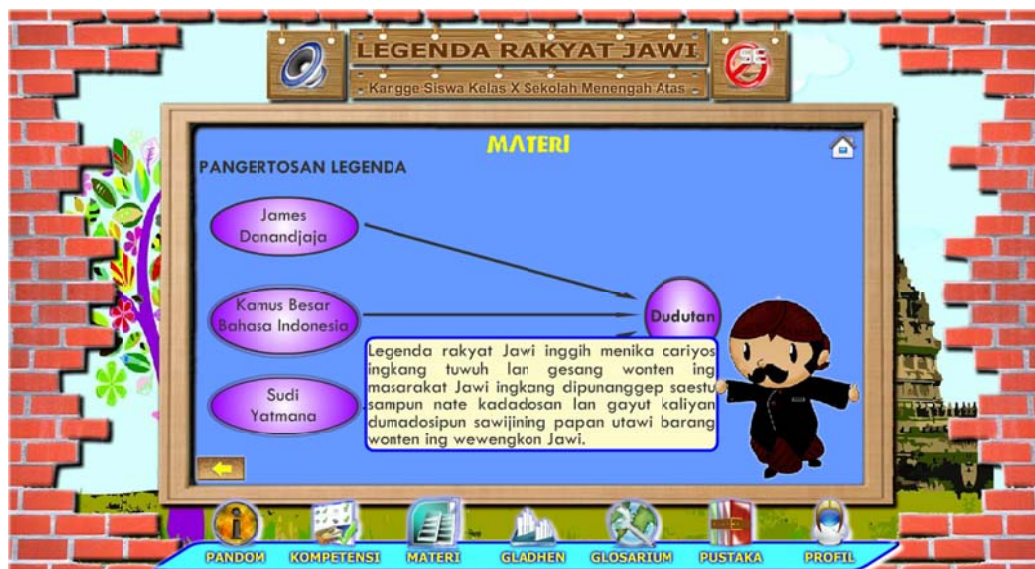 LEGENDA RAKYAT JAWI
Kargge Siswa Kelas X Sekolah Menengah Atas
SE
MATERI
PANGERTOSAN LEGENDA
James
Danandjaja
Kamus Besar
Bahasa Indonesia
Sudi
Yatmana
Dudutan
Legenda rakyat Jawi inggih menika cariyos
ingkang tuwuh lan gesang wonten ing
masarakat Jawi ingkang dipunanggep saestu
sampun nate kadadosan lan gayut kaliyan
dumadosipun sawijining papan utawi barang
wonten ing wewengkon Jawi.
PANDOM
KOMPETENSI
MATERI
GLADHEN
GLOSARIUM
PUSTAKA
PROFIL